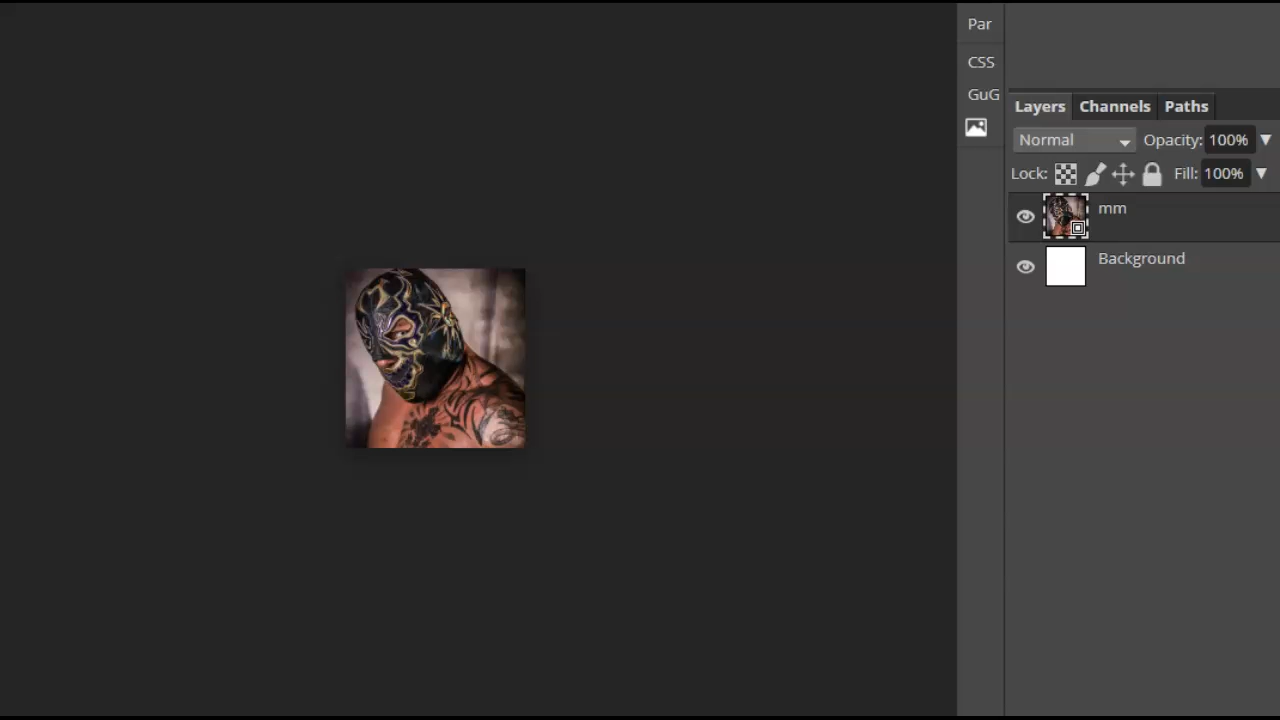 Par
CSS
GuG
Layers Channels Paths
Normal Opacity: 100%
Lock: Fill: 100%
mm
Background